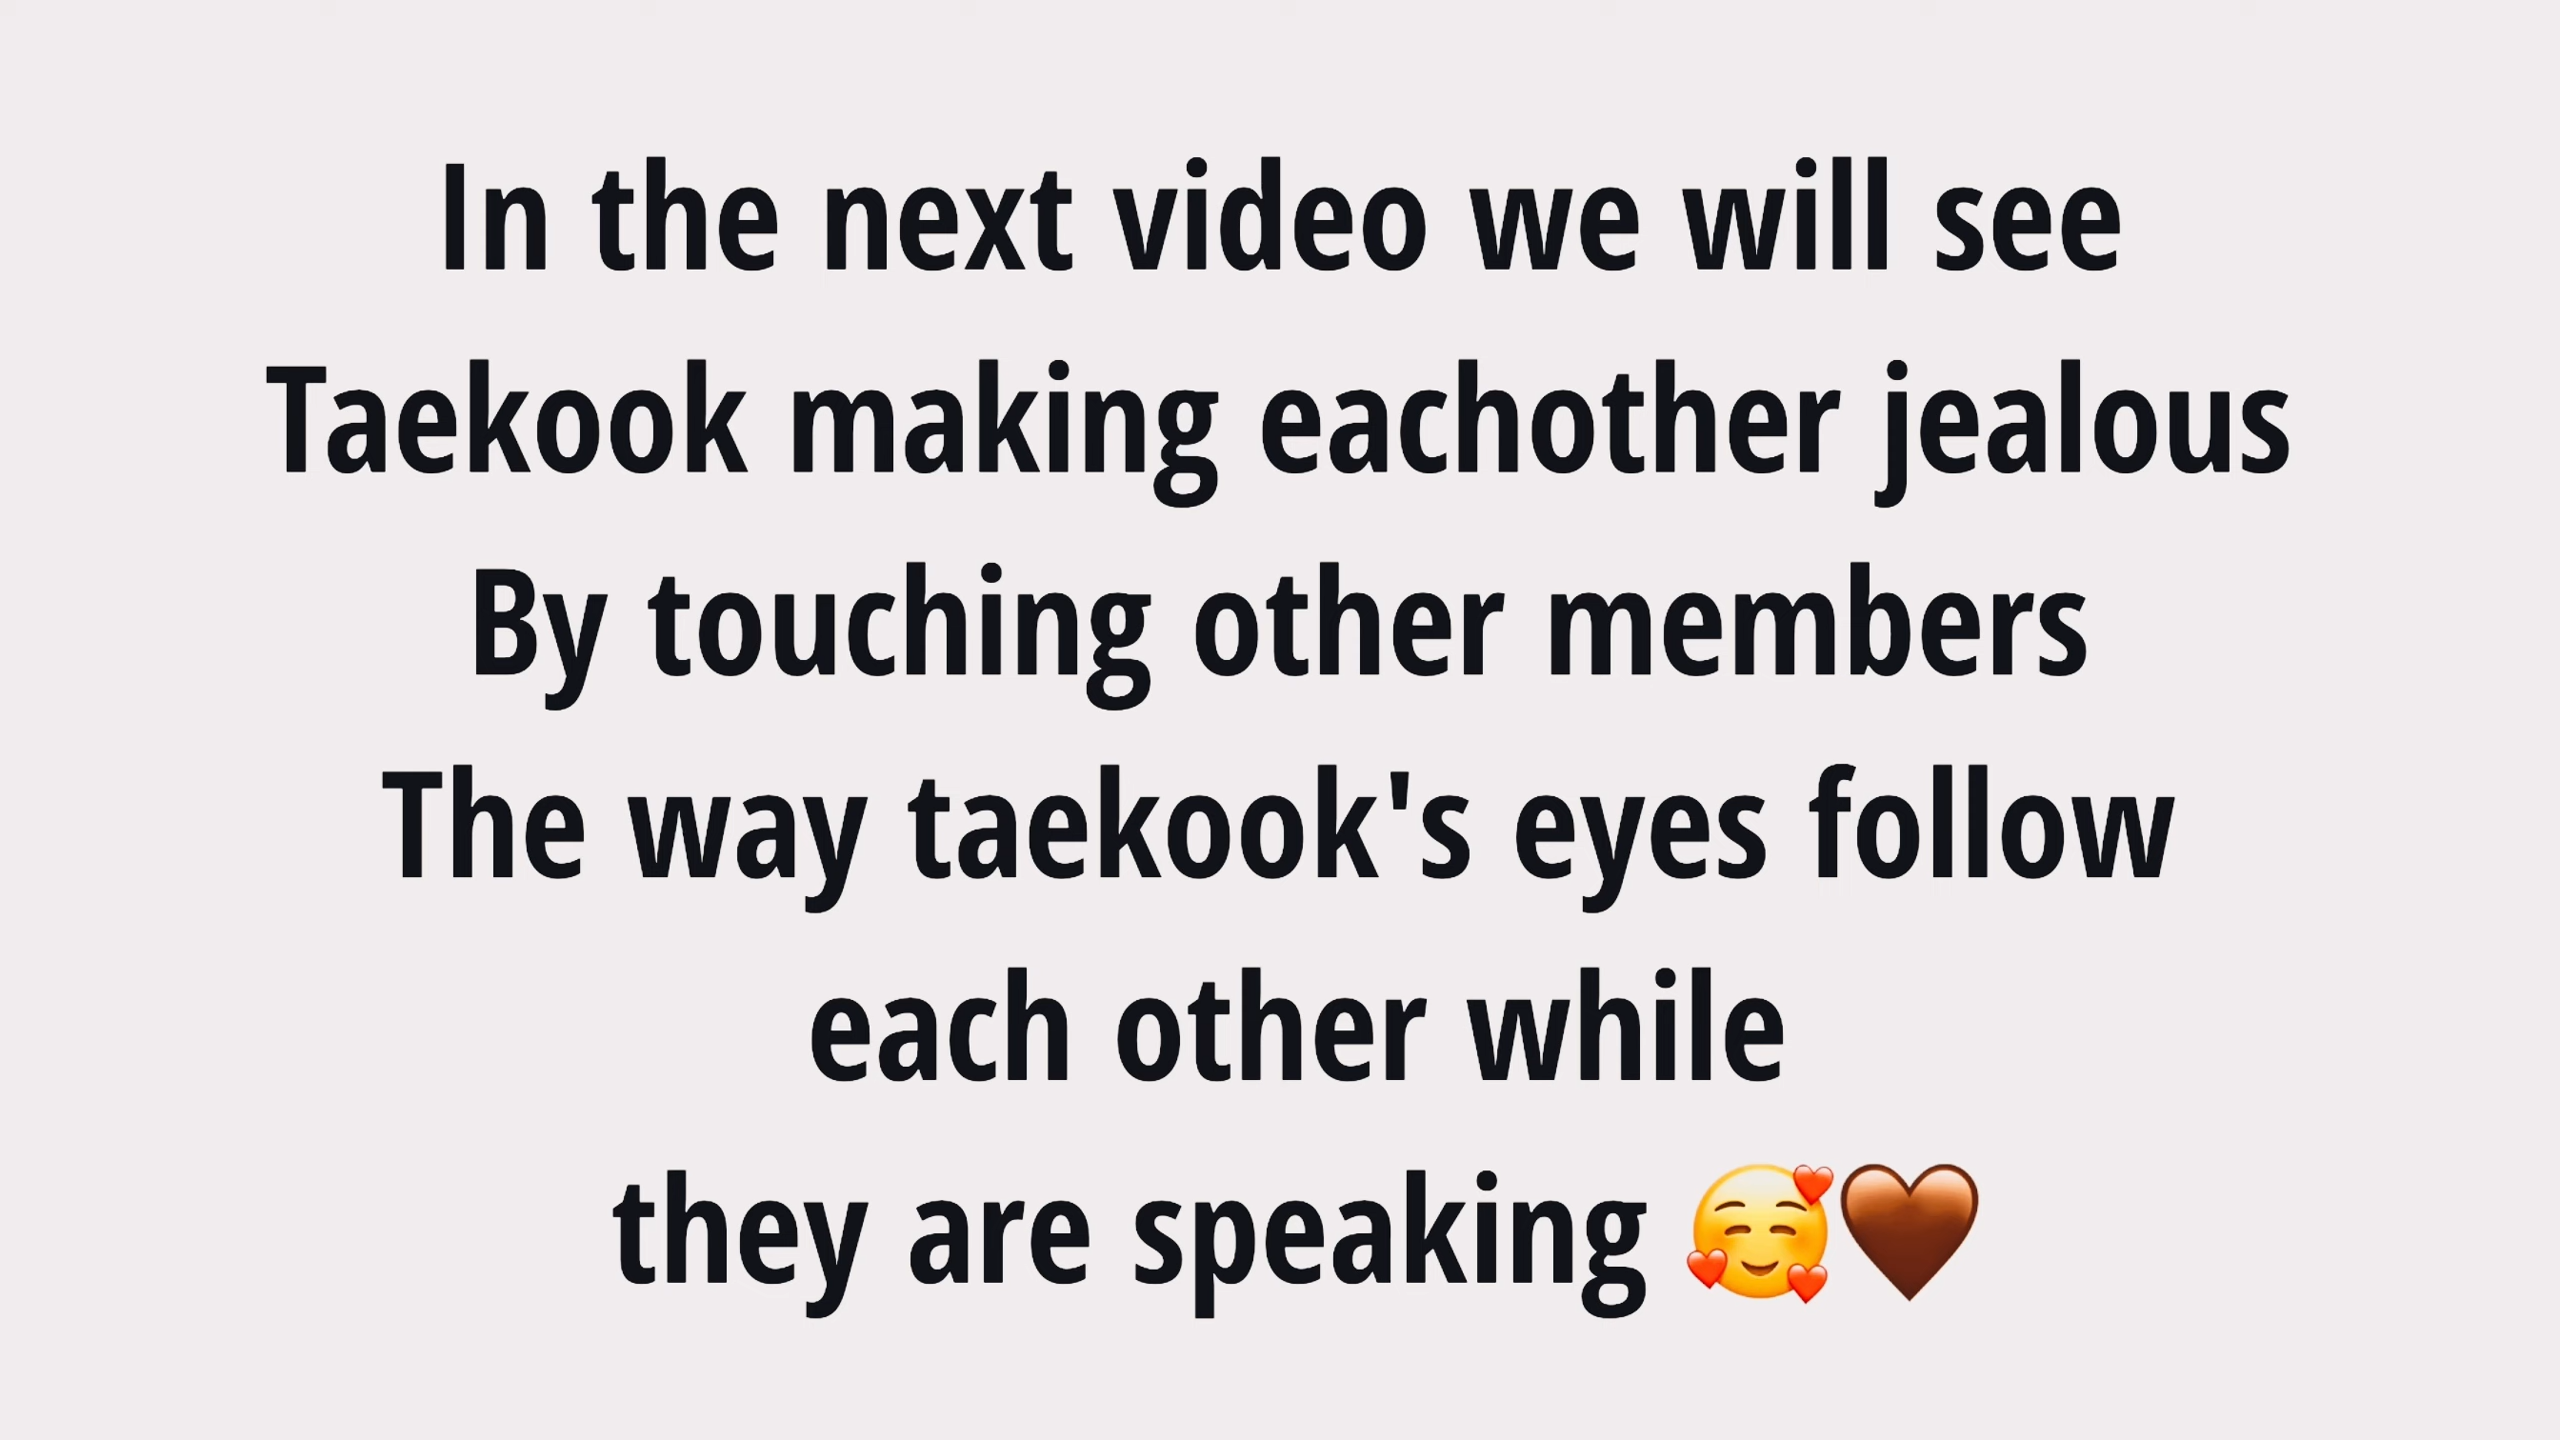 In the next video we will see
Taekook making eachother jealous
By touching other members
The way taekook's eyes follow
each other while
they are speaking 🥰🤎